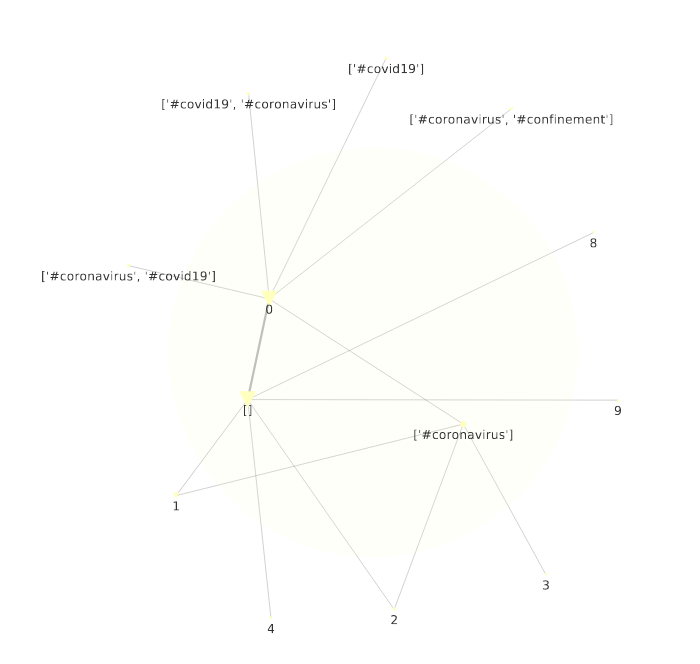 ['#covid19']
['#covid19', '#coronavirus']
['#coronavirus', '#confinement']
8
['#coronavirus', '#covid19']
0
[]
9
['#coronavirus']
1
3
2
4